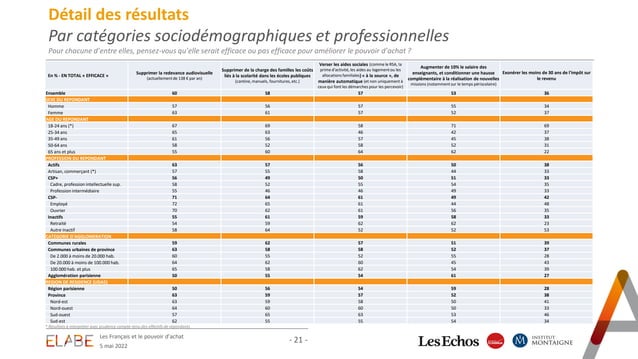 Détail des résultats
Par catégories sociodémographiques et professionnelles
Pour chacune d'entre elles, pensez-vous qu'elle serait efficace ou pas efficace pour améliorer le pouvoir d'achat ?
En % - EN TOTAL « EFFICACE »
Supprimer la redevance audiovisuelle (actuellement de 138 € par an)
Supprimer de la charge des familles les coûts liés à la scolarité dans les écoles publiques (cantine, manuels, fournitures, etc.)
Verser les aides sociales (comme le RSA, la prime d'activité, les aides au logement ou les allocations familiales) « à la source », de manière automatique (et non uniquement à ceux qui font les démarches pour les percevoir)
Augmenter de 10% le salaire des enseignants, et conditionner une hausse complémentaire à la réalisation de nouvelles missions (notamment sur le temps périscolaire)
Exonérer les moins de 30 ans de l'impôt sur le revenu
Ensemble 60 58 57 53 36
SEXE DU REPONDANT
Homme 57 56 57 55 34
Femme 63 61 57 52 37
AGE DU REPONDANT
18-24 ans (*) 67 69 58 71 69
25-34 ans 65 63 46 42 37
35-49 ans 61 56 57 45 38
50-64 ans 58 52 58 52 31
65 ans et plus 55 60 64 62 22
PROFESSION DU REPONDANT
Actifs 63 57 56 50 38
Artisan, commerçant (*) 57 55 58 44 33
CSP+ 56 49 50 51 33
Cadre, profession intellectuelle sup. 58 52 55 54 35
Profession intermédiaire 55 46 46 49 33
CSP- 71 64 61 49 42
Employé 72 65 61 44 48
Ouvrier 70 62 61 56 35
Inactifs 55 61 59 58 33
Retraité 54 59 62 62 23
Autre inactif 58 64 52 52 53
CATEGORIE D'AGGLOMERATION
Communes rurales 59 62 57 51 39
Communes urbaines de province 63 58 58 52 37
De 2.000 à moins de 20.000 hab. 60 55 52 55 28
De 20.000 à moins de 100.000 hab. 64 62 60 45 43
100.000 hab. et plus 65 58 62 54 39
Agglomération parisienne 50 55 54 61 27
REGION DE RESIDENCE (UDA5)
Région parisienne 50 56 54 59 28
Province 63 59 57 52 38
Nord-est 63 59 58 50 41
Nord-ouest 64 60 60 50 33
Sud-ouest 57 65 63 53 46
Sud-est 62 55 55 54 34
* Résultats à interpréter avec prudence compte tenu des effectifs de répondants
ELABE
Les Français et le pouvoir d'achat
5 mai 2022
- 21 -
Les Echos
INSTITUT MONTAIGNE